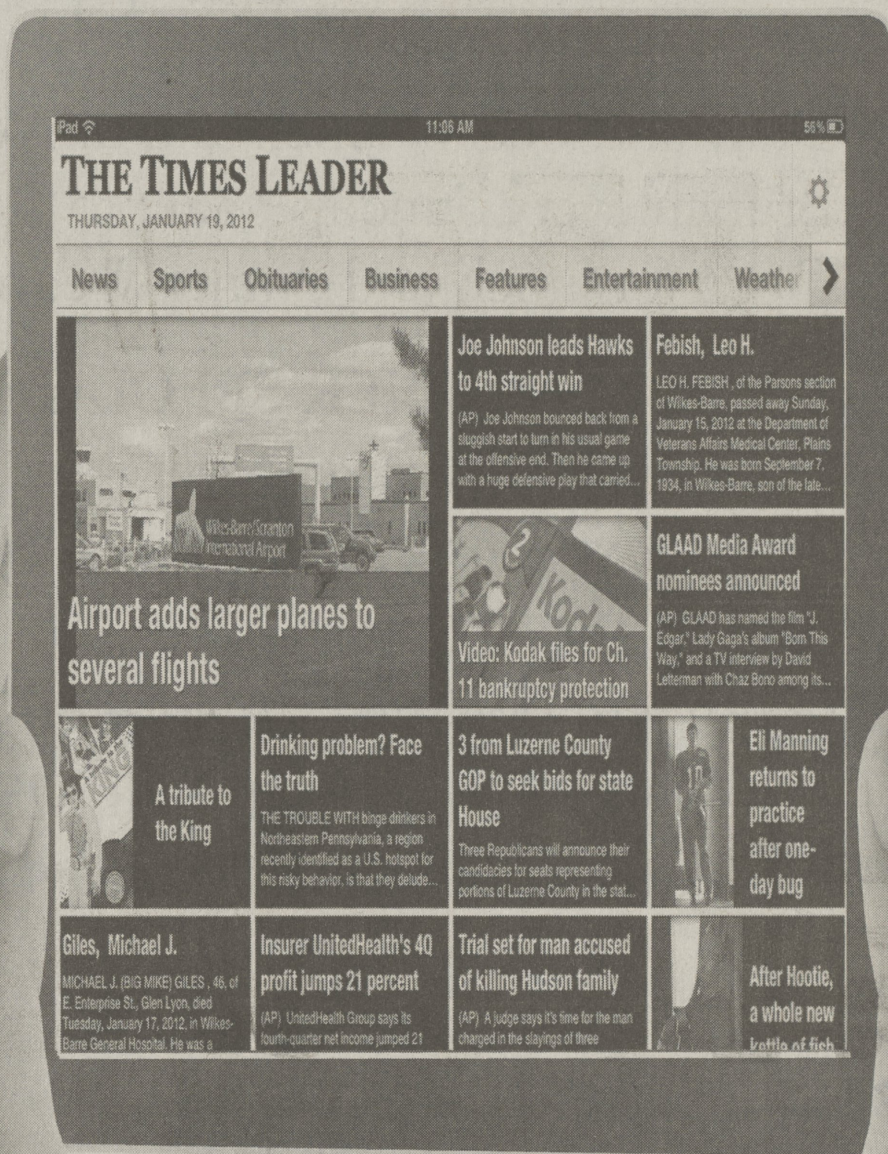 iPad
11:06 AM
56%
THE TIMES LEADER
THURSDAY, JANUARY 19, 2012
News Sports Obituaries Business Features Entertainment Weather
Wilkes-Barre/Scranton
International Airport
Airport adds larger planes to
several flights
Joe Johnson leads Hawks
to 4th straight win
(AP) Joe Johnson bounced back from a
sluggish start to turn in his usual game
at the offensive end. Then he came up
with a huge defensive play that carried...
Febish, Leo H.
LEO H. FEBISH , of the Parsons section
of Wilkes-Barre, passed away Sunday,
January 15, 2012 at the Department of
Veterans Affairs Medical Center, Plains
Township. He was born September 7,
1934, in Wilkes-Barre, son of the late...
2
Kodak
Video: Kodak files for Ch.
11 bankruptcy protection
GLAAD Media Award
nominees announced
(AP) GLAAD has named the film "J.
Edgar," Lady Gaga's album "Born This
Way," and a TV interview by David
Letterman with Chaz Bono among its...
KING
A tribute to
the King
Drinking problem? Face
the truth
THE TROUBLE WITH binge drinkers in
Northeastern Pennsylvania, a region
recently identified as a U.S. hotspot for
this risky behavior, is that they delude...
3 from Luzerne County
GOP to seek bids for state
House
Three Republicans will announce their
candidacies for seats representing
portions of Luzerne County in the stat...
10
Eli Manning
returns to
practice
after one-
day bug
Giles, Michael J.
MICHAEL J. (BIG MIKE) GILES , 46, of
E. Enterprise St., Glen Lyon, died
Tuesday, January 17, 2012, in Wilkes-
Barre General Hospital. He was a
Insurer UnitedHealth's 4Q
profit jumps 21 percent
(AP) UnitedHealth Group says its
fourth-quarter net income jumped 21
Trial set for man accused
of killing Hudson family
(AP) A judge says it's time for the man
charged in the slayings of three
After Hootie,
a whole new
kettle of fish